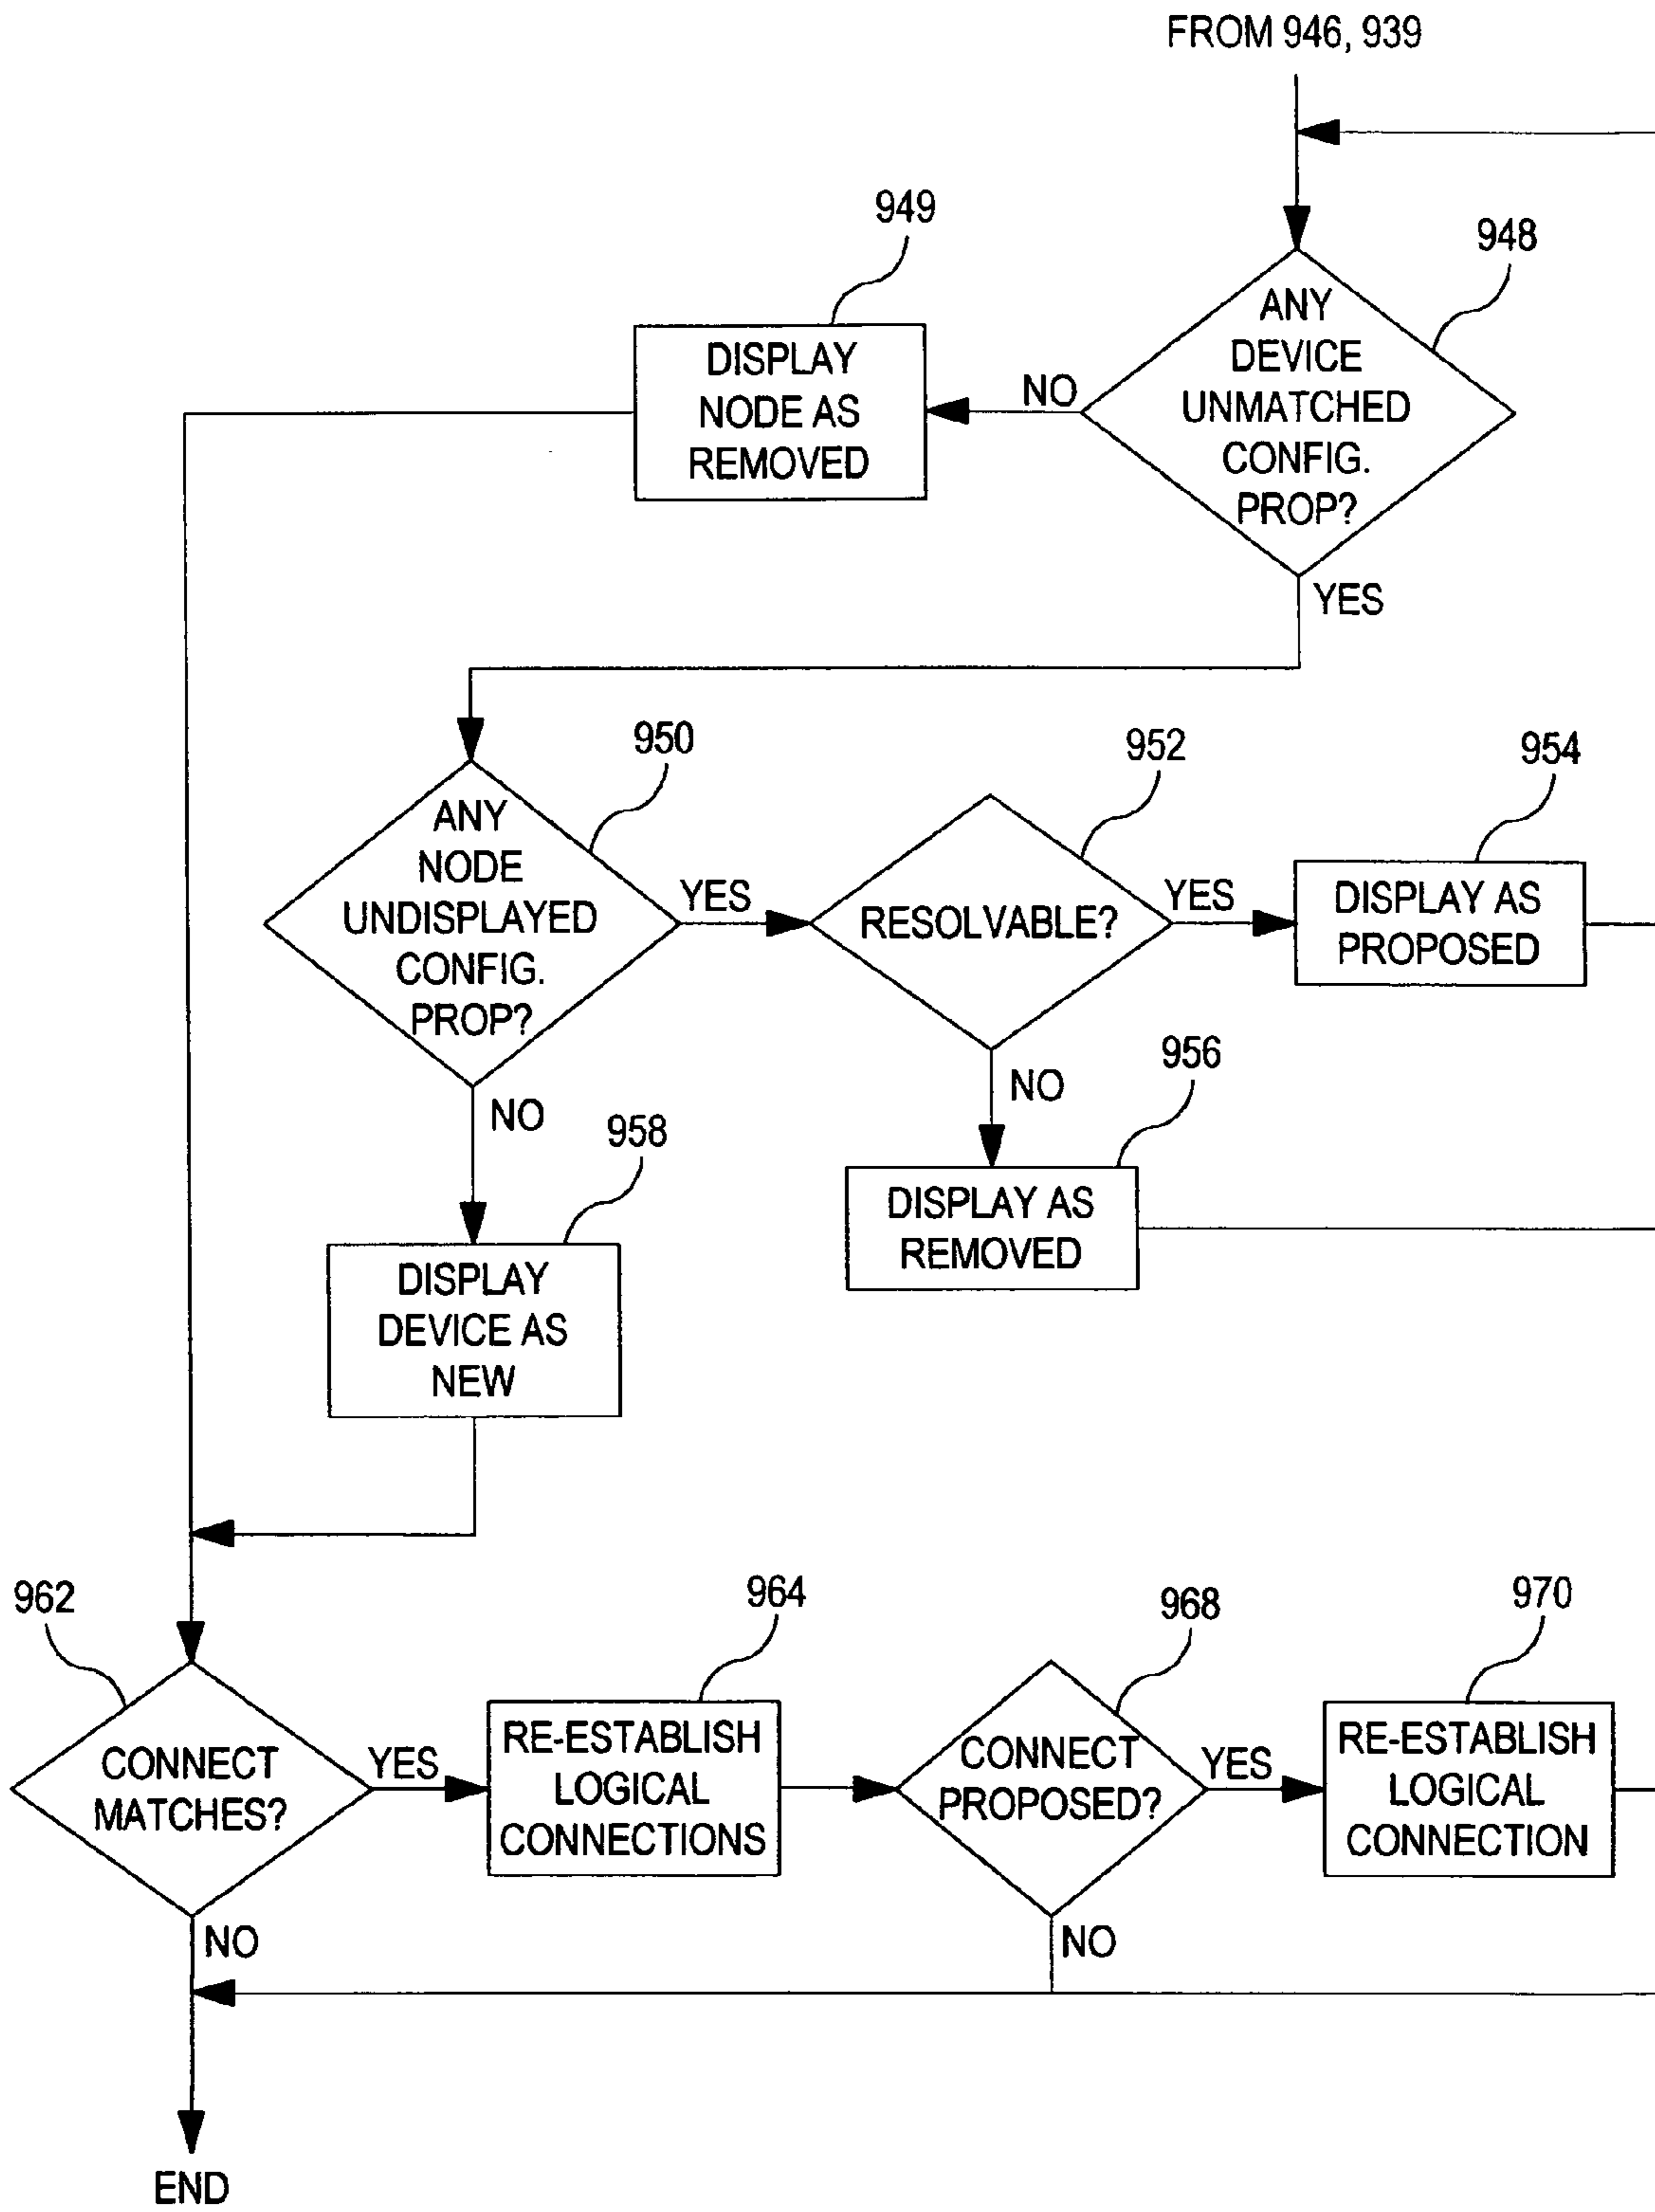 FROM 946, 939
949
948
DISPLAY
NODE AS
REMOVED
NO
ANY
DEVICE
UNMATCHED
CONFIG.
PROP?
YES
950
952
954
ANY
NODE
UNDISPLAYED
CONFIG.
PROP?
YES
RESOLVABLE?
YES
DISPLAY AS
PROPOSED
NO
NO
956
958
DISPLAY AS
REMOVED
DISPLAY
DEVICE AS
NEW
962
964
968
970
CONNECT
MATCHES?
YES
RE-ESTABLISH
LOGICAL
CONNECTIONS
CONNECT
PROPOSED?
YES
RE-ESTABLISH
LOGICAL
CONNECTION
NO
NO
END